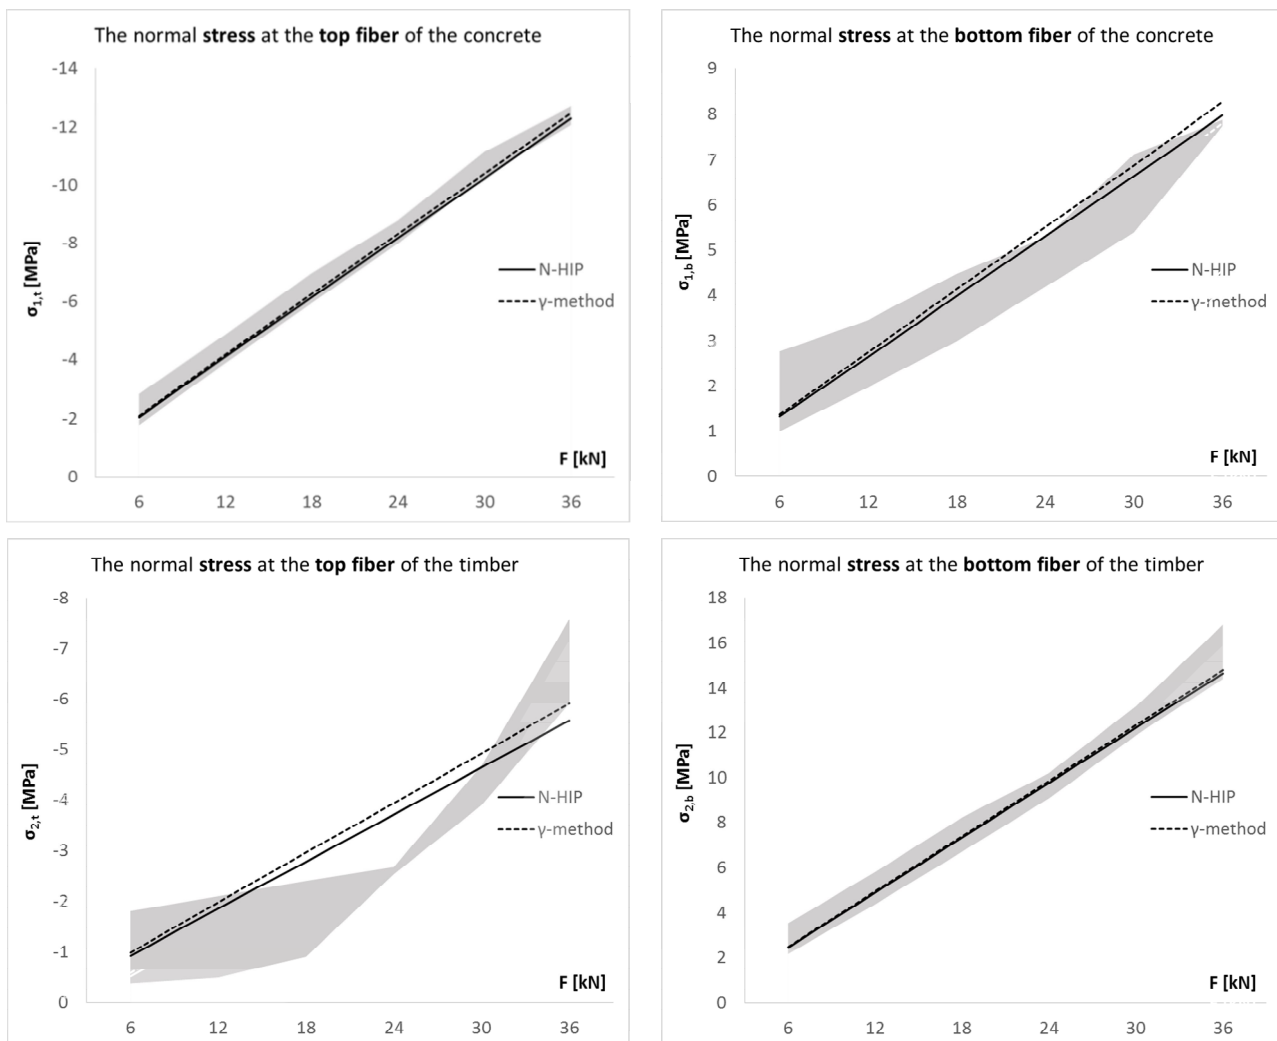 The normal stress at the top fiber of the concrete
-14
-12
-10
-8
-6
-4
-2
0
σ1,t [MPa]
N-HIP
γ-method
F [kN]
6 12 18 24 30 36
The normal stress at the bottom fiber of the concrete
9
8
7
6
5
4
3
2
1
0
σ1,b [MPa]
N-HIP
γ-method
F [kN]
6 12 18 24 30 36
The normal stress at the top fiber of the timber
-8
-7
-6
-5
-4
-3
-2
-1
0
σ2,t [MPa]
N-HIP
γ-method
F [kN]
6 12 18 24 30 36
The normal stress at the bottom fiber of the timber
18
16
14
12
10
8
6
4
2
0
σ2,b [MPa]
N-HIP
γ-method
F [kN]
6 12 18 24 30 36